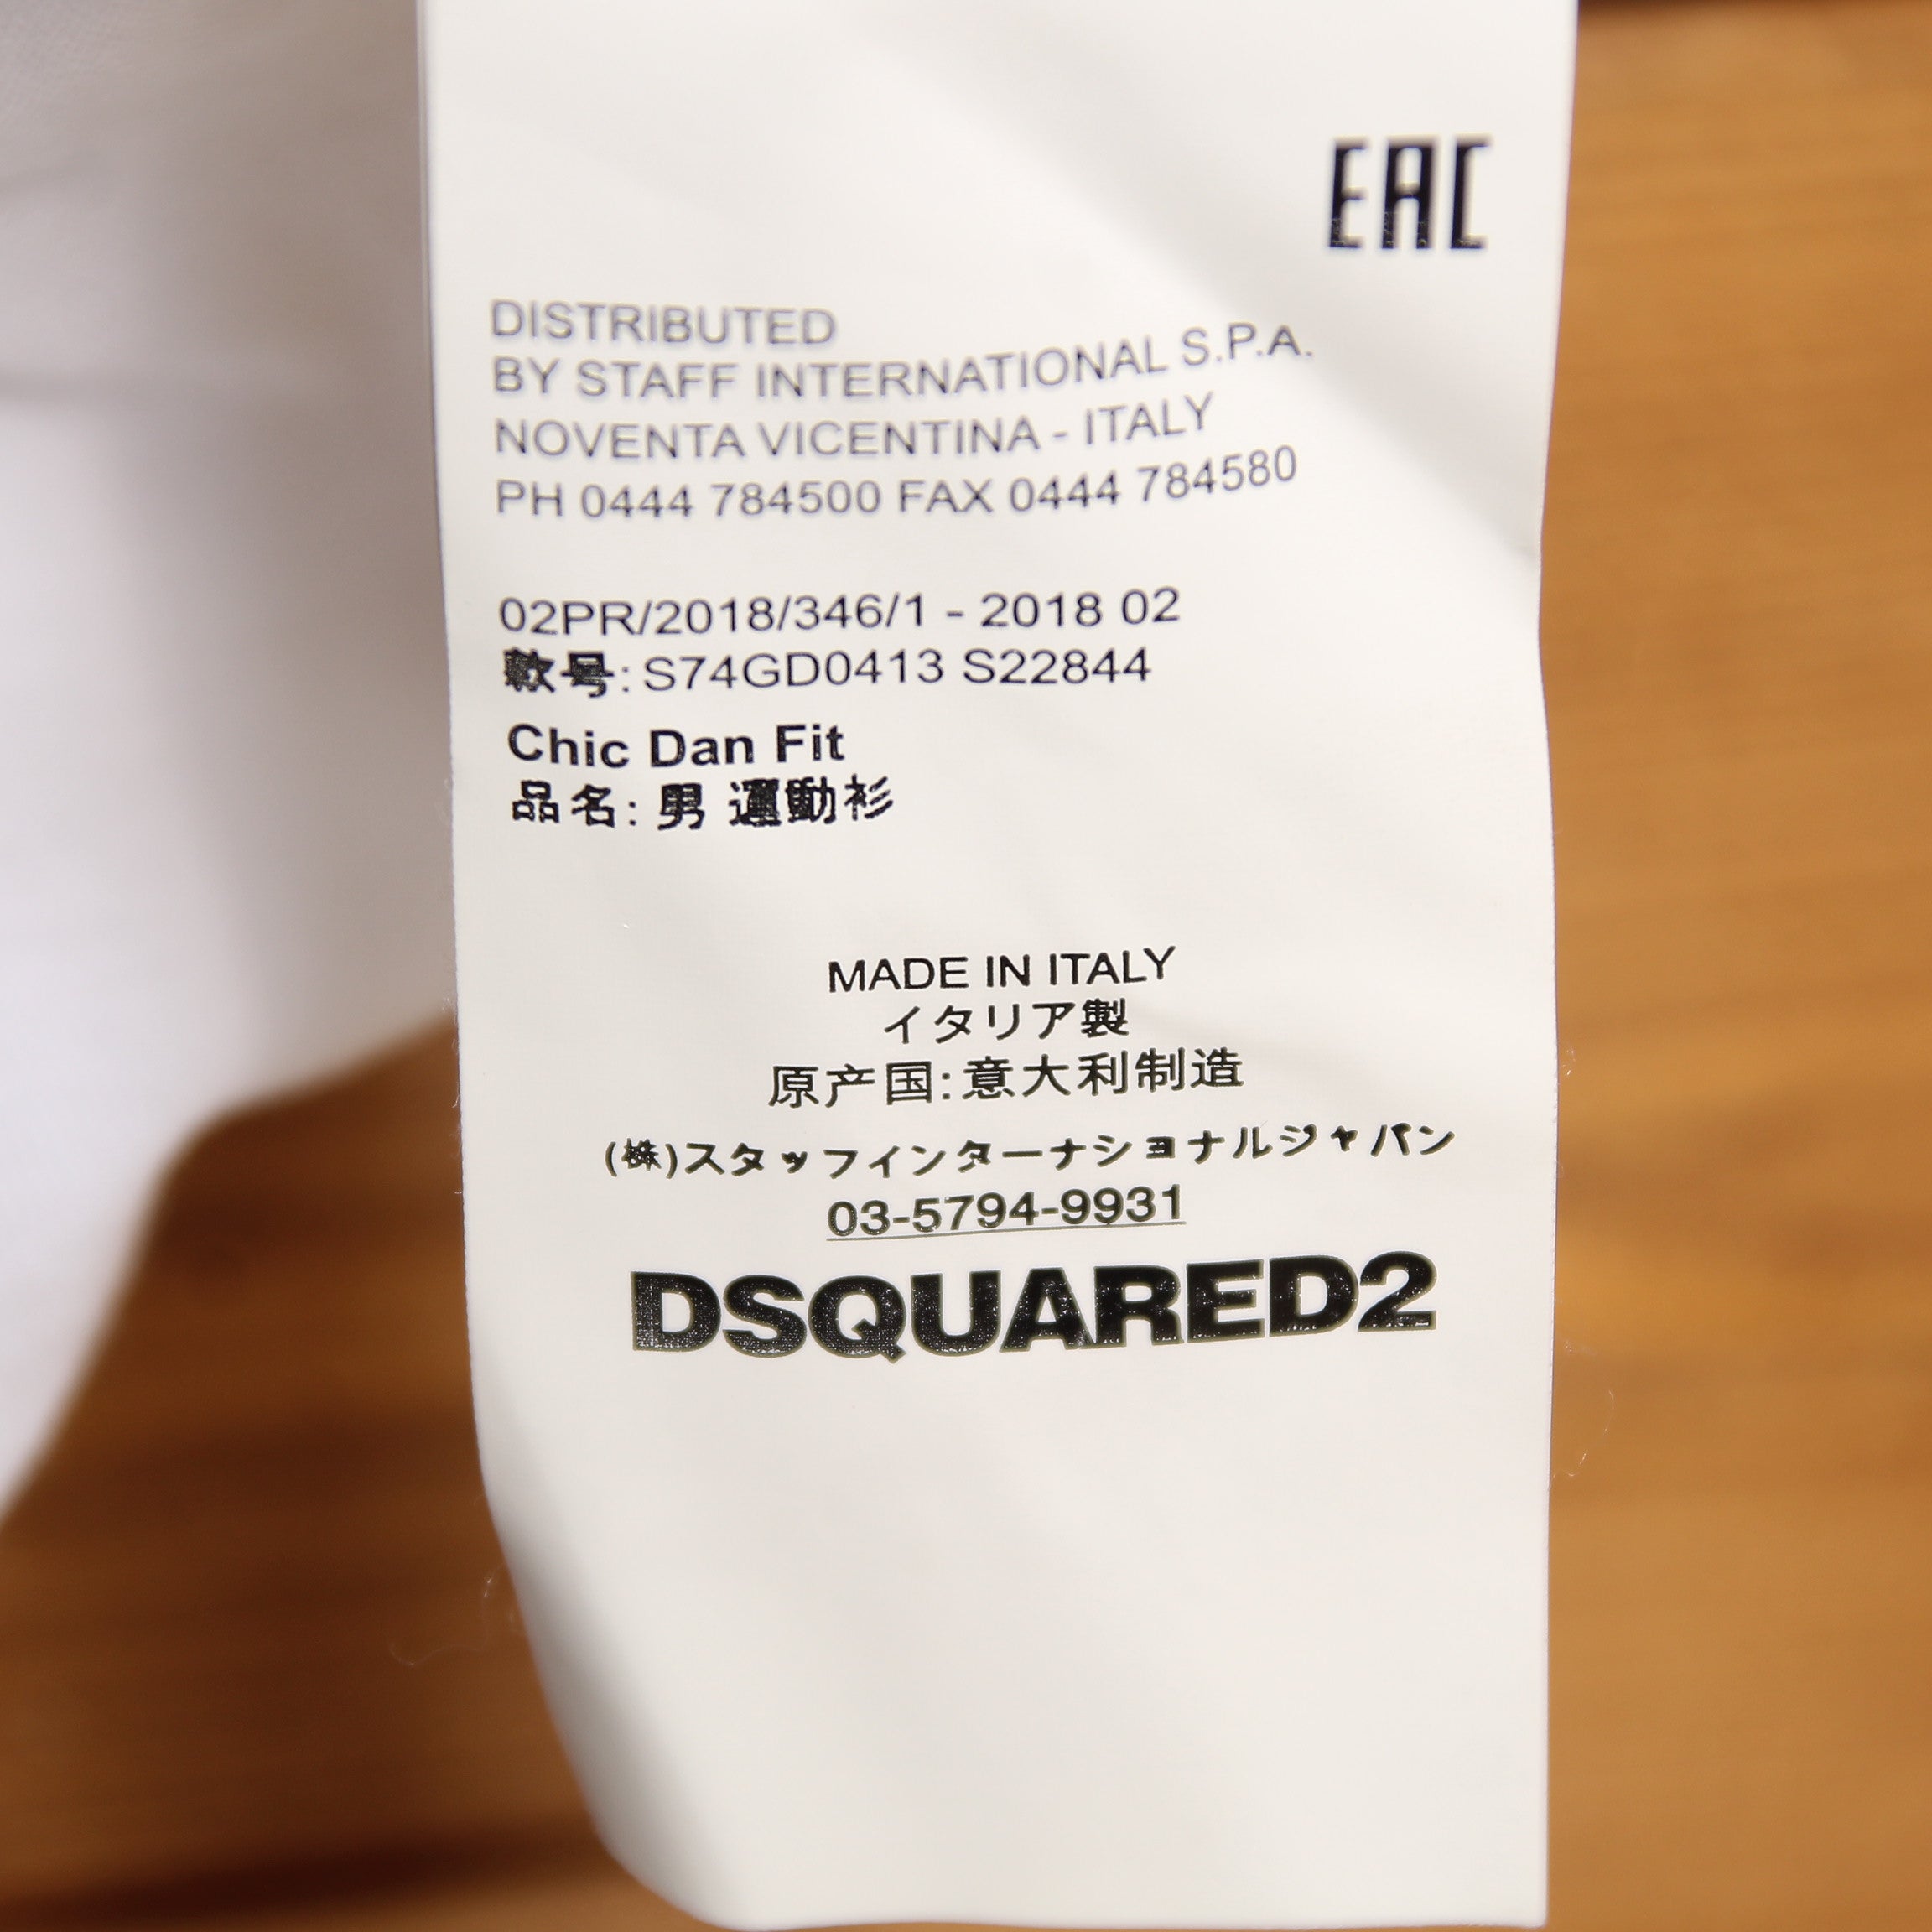 EAC
DISTRIBUTED
BY STAFF INTERNATIONAL S.P.A.
NOVENTA VICENTINA - ITALY
PH 0444 784500 FAX 0444 784580
02PR/2018/346/1 - 2018 02
款号: S74GD0413 S22844
Chic Dan Fit
品名: 男 運動衫
MADE IN ITALY
イタリア製
原产国:意大利制造
(株)スタッフインターナショナルジャパン
03-5794-9931
DSQUARED2